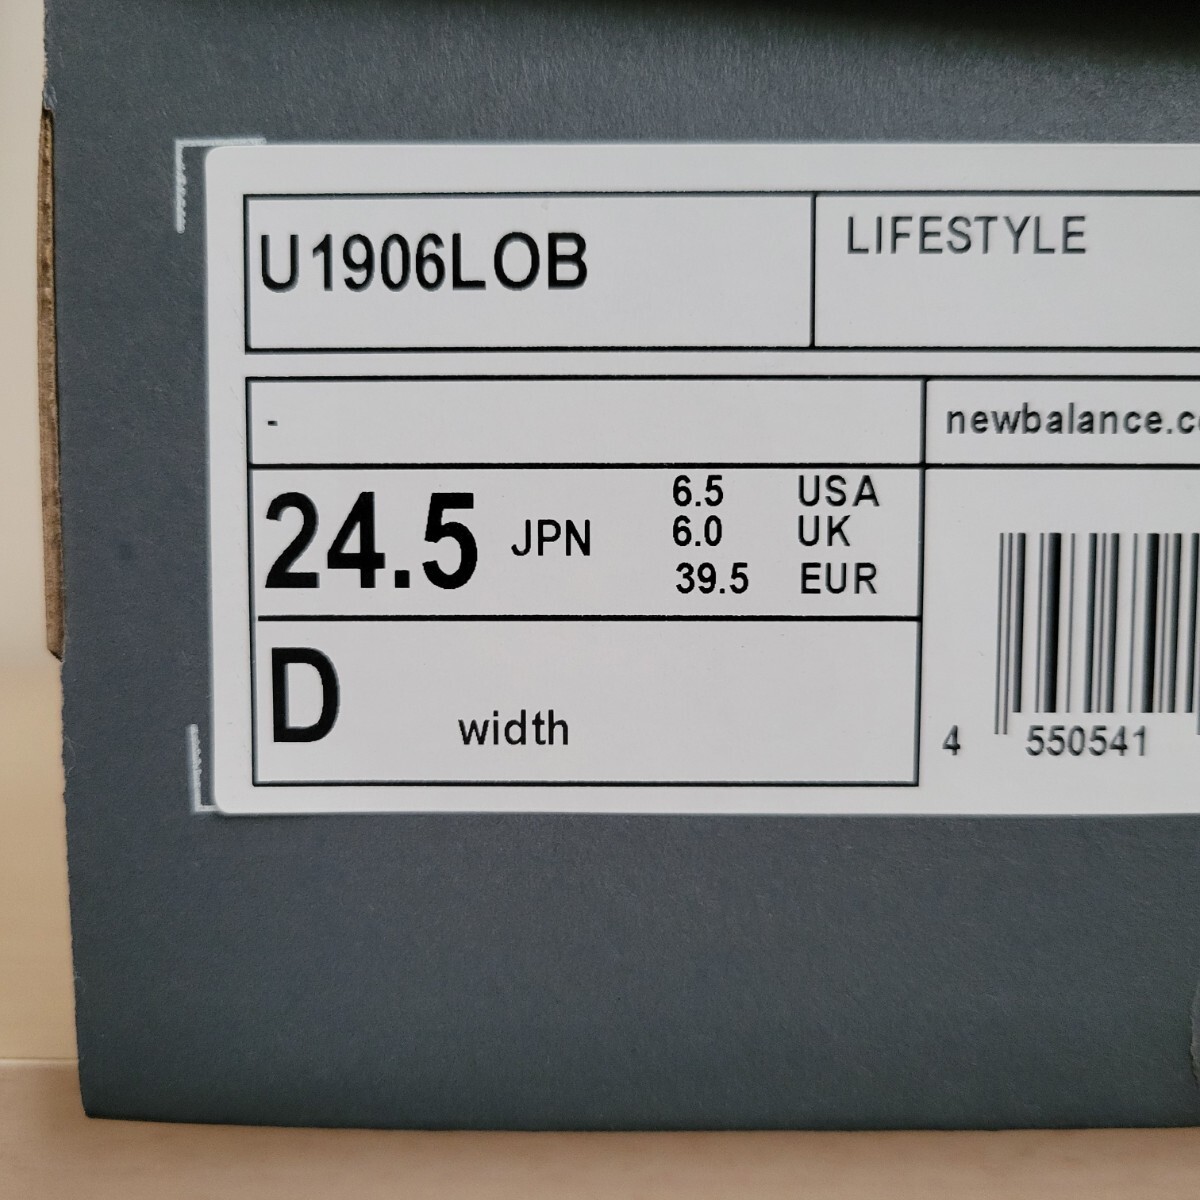 U1906LOB
LIFESTYLE
-
newbalance.c
24.5 JPN
6.5 USA
6.0 UK
39.5 EUR
D width
4 550541